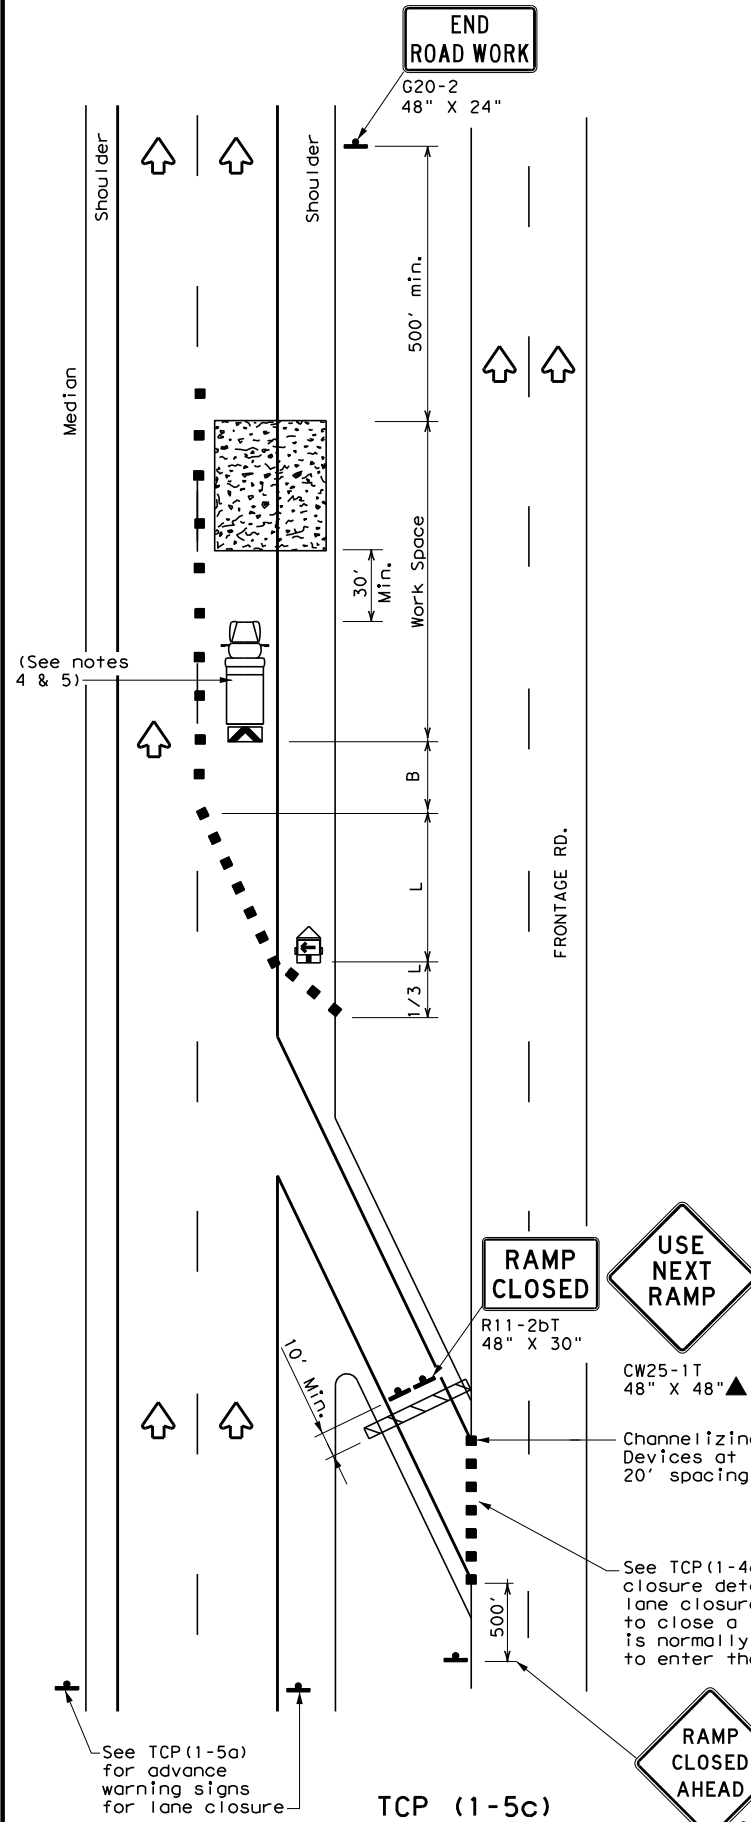 END
ROAD WORK
G20-2
48" X 24"
Shoulder
Shoulder
500' min.
Median
30'
Min.
Work Space
(See notes
4 & 5)
B
L
FRONTAGE RD.
1/3 L
RAMP
CLOSED
R11-2bT
48" X 30"
USE
NEXT
RAMP
CW25-1T
48" X 48"▲
10' Min.
Channelizin
Devices at
20' spacing
See TCP(1-4
closure det
lane closure
to close a
is normally
to enter th
500'
See TCP(1-5a)
for advance
warning signs
for lane closure
RAMP
CLOSED
AHEAD
TCP (1-5c)